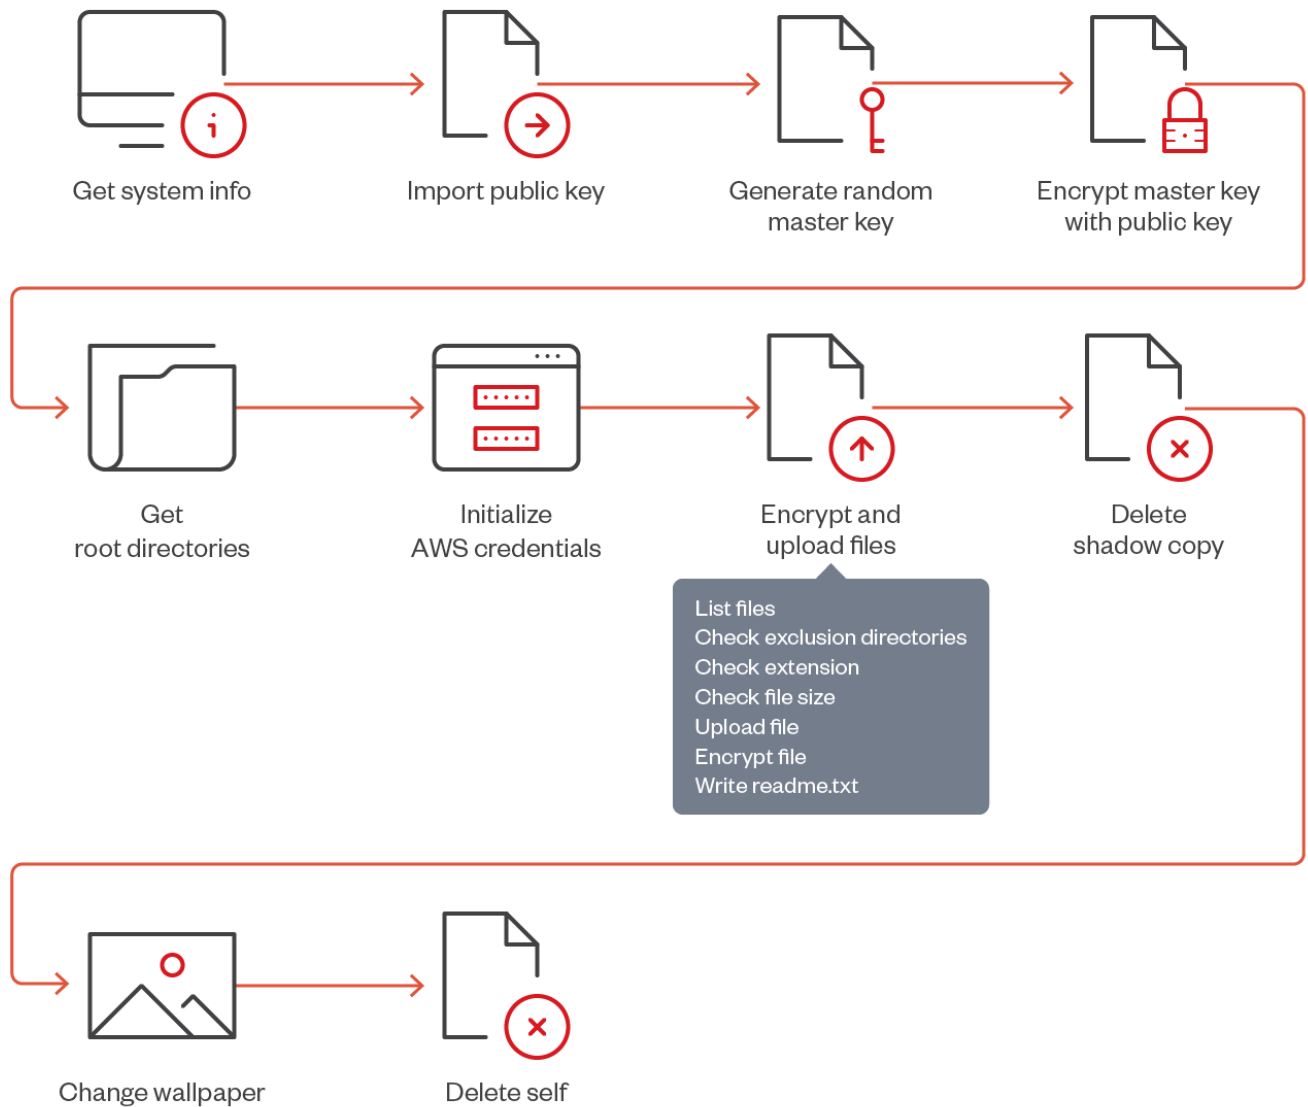 Get system info
Import public key
Generate random
master key
Encrypt master key
with public key
Get
root directories
Initialize
AWS credentials
Encrypt and
upload files
Delete
shadow copy
List files
Check exclusion directories
Check extension
Check file size
Upload file
Encrypt file
Write readme.txt
Change wallpaper
Delete self